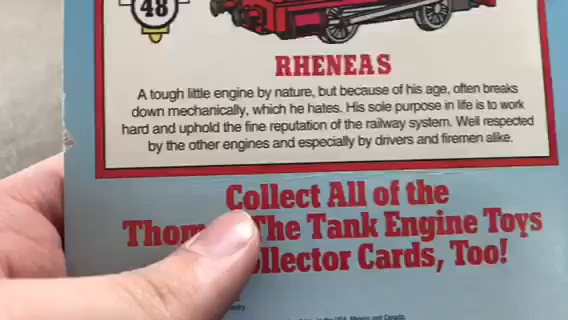 48
RHENEAS
A tough little engine by nature, but because of his age, often breaks
down mechanically, which he hates. His sole purpose in life is to work
hard and uphold the fine reputation of the railway system. Well respected
by the other engines and especially by drivers and firemen alike.
Collect All of the
The Tank Engine Toys
Cards, Too!